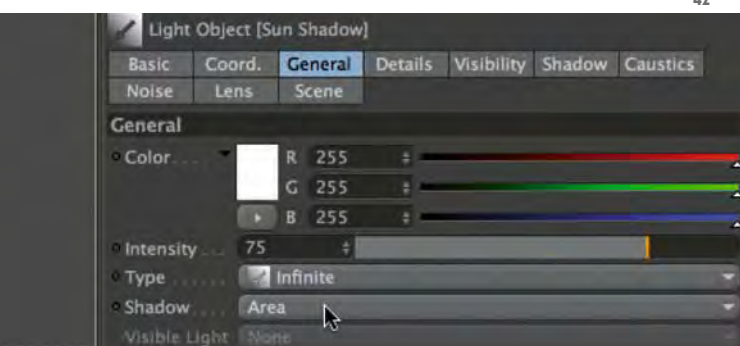 42
Light Object [Sun Shadow]
Basic Coord. General Details Visibility Shadow Caustics
Noise Lens Scene
General
Color . . . . R 255
G 255
B 255
Intensity . . . 75
Type . . . . . . Infinite
Shadow . . . . Area
Visible Light None